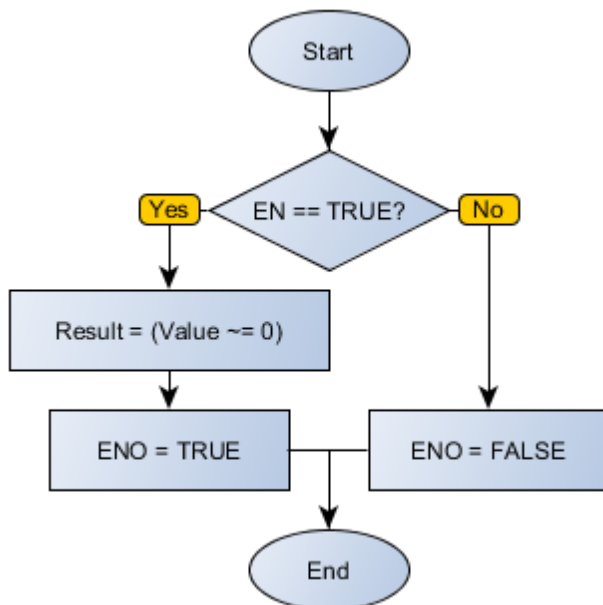 Start
EN == TRUE?
Yes
No
Result = (Value ~= 0)
ENO = TRUE
ENO = FALSE
End